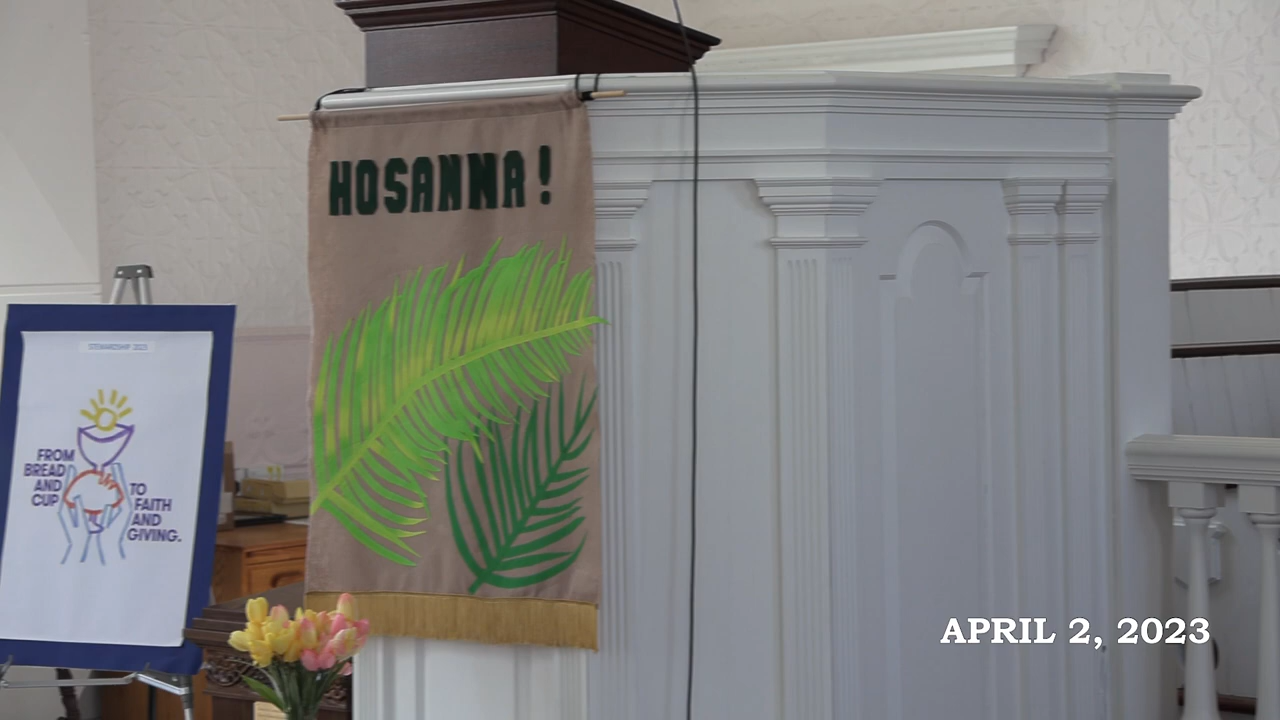 HOSANNA!
STEWARDSHIP 2023
FROM
BREAD
AND
CUP
TO
FAITH
AND
GIVING.
APRIL 2, 2023